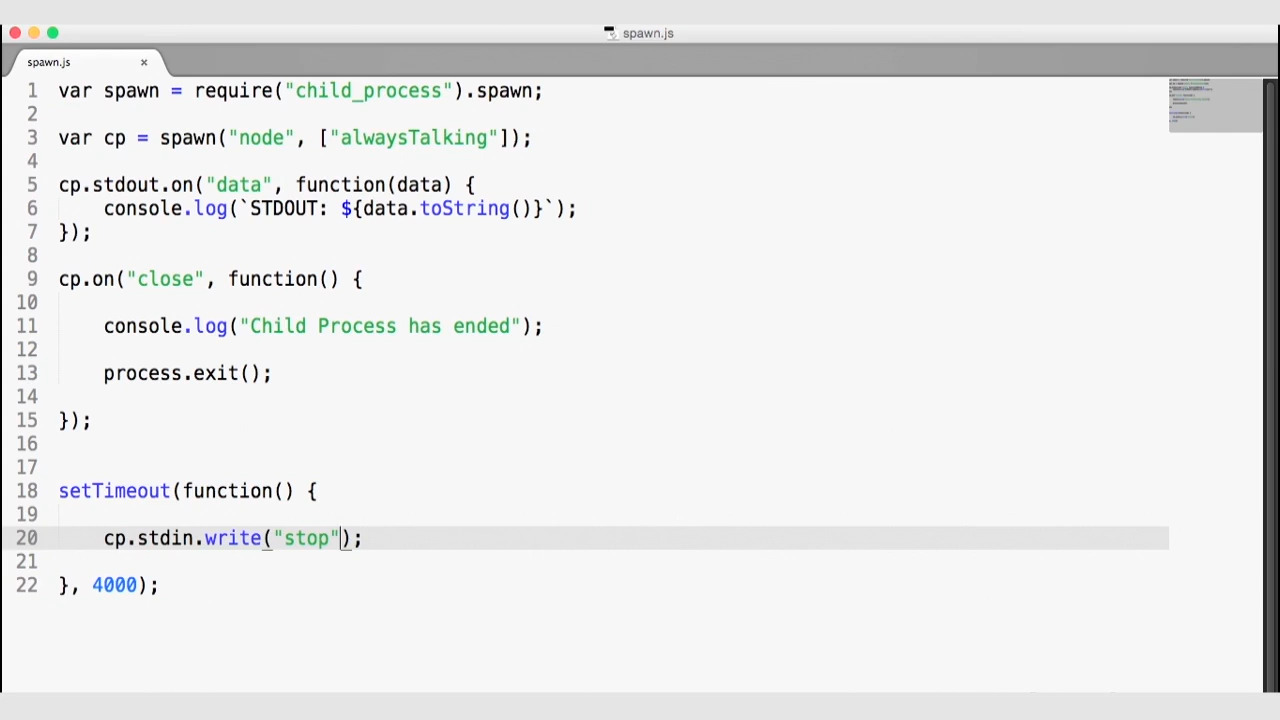 spawn.js
spawn.js ×
1 var spawn = require("child_process").spawn;
2
3 var cp = spawn("node", ["alwaysTalking"]);
4
5 cp.stdout.on("data", function(data) {
6     console.log(`STDOUT: ${data.toString()}`);
7 });
8
9 cp.on("close", function() {
10
11     console.log("Child Process has ended");
12
13     process.exit();
14
15 });
16
17
18 setTimeout(function() {
19
20     cp.stdin.write("stop");
21
22 }, 4000);